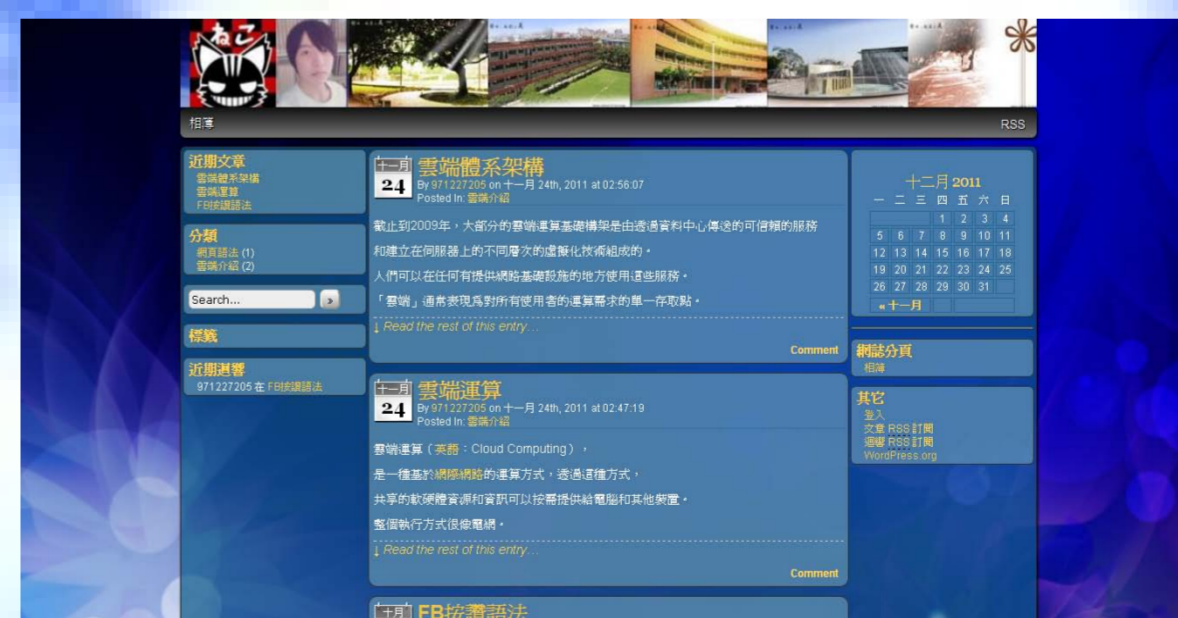 ねこ
相簿
RSS
近期文章
雲端體系架構
雲端運算
FB按讚語法
分類
網頁語法 (1)
雲端介紹 (2)
Search...
標籤
近期迴響
971227205 在 FB按讚語法
十一月
24
雲端體系架構
By 971227205 on 十一月 24th, 2011 at 02:56:07
Posted In: 雲端介紹
截止到2009年，大部分的雲端運算基礎構架是由透過資料中心傳送的可信賴的服務
和建立在伺服器上的不同層次的虛擬化技術組成的。
人們可以在任何有提供網路基礎設施的地方使用這些服務。
「雲端」通常表現為對所有使用者的運算需求的單一存取點。
↓ Read the rest of this entry...
Comment
十一月
24
雲端運算
By 971227205 on 十一月 24th, 2011 at 02:47:19
Posted In: 雲端介紹
雲端運算（英語：Cloud Computing），
是一種基於網際網路的運算方式，透過這種方式，
共享的軟硬體資源和資訊可以按需提供給電腦和其他裝置。
整個執行方式很像電網。
↓ Read the rest of this entry...
Comment
十月
FB按讚語法
十二月 2011
一 二 三 四 五 六 日
1 2 3 4
5 6 7 8 9 10 11
12 13 14 15 16 17 18
19 20 21 22 23 24 25
26 27 28 29 30 31
« 十一月
網誌分頁
相簿
其它
登入
文章 RSS 訂閱
迴響 RSS 訂閱
WordPress.org